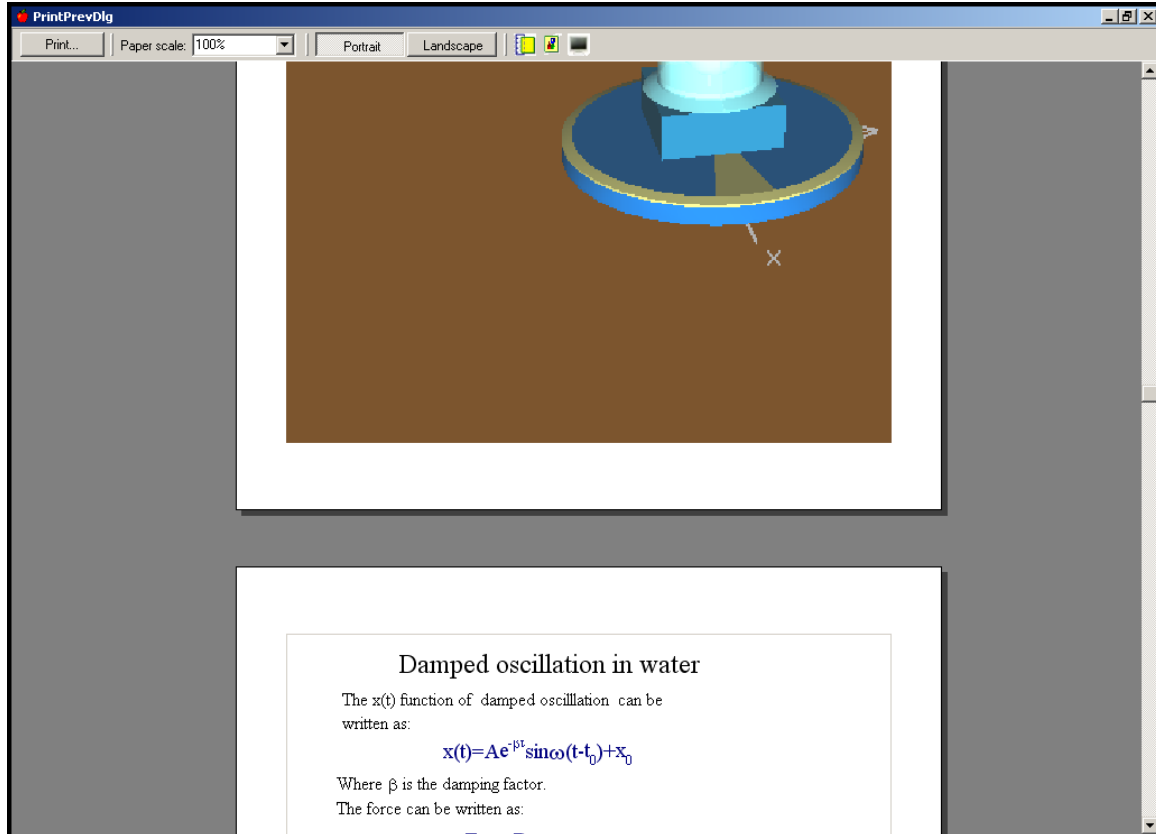 PrintPrevDlg
Print... Paper scale: 100% Portrait Landscape
X
Damped oscillation in water
The x(t) function of damped oscilllation can be
written as:
x(t)=Ae^-βt sinω(t-t₀)+x₀
Where β is the damping factor.
The force can be written as: